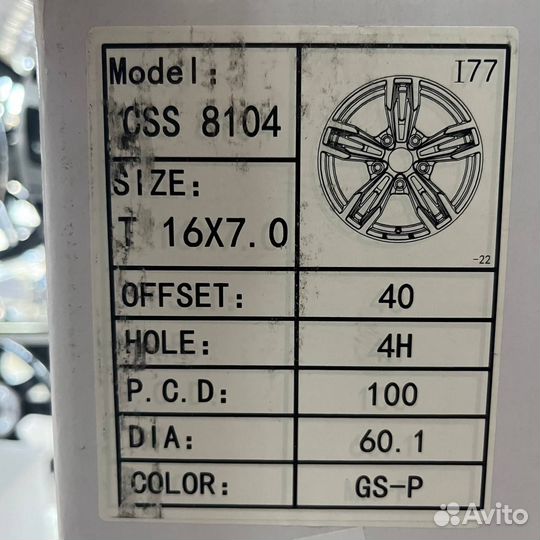 Model:
CSS 8104
I77
SIZE:
T 16X7.0
-22
OFFSET: 40
HOLE: 4H
P.C.D: 100
DIA: 60.1
COLOR: GS-P
Avito